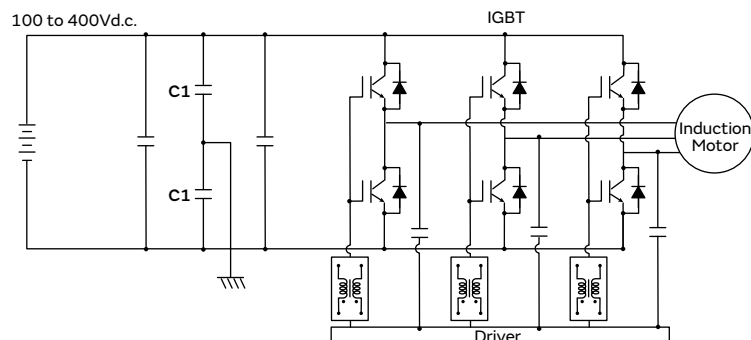 100 to 400Vd.c.
IGBT
C1
Induction
Motor
C1
Driver